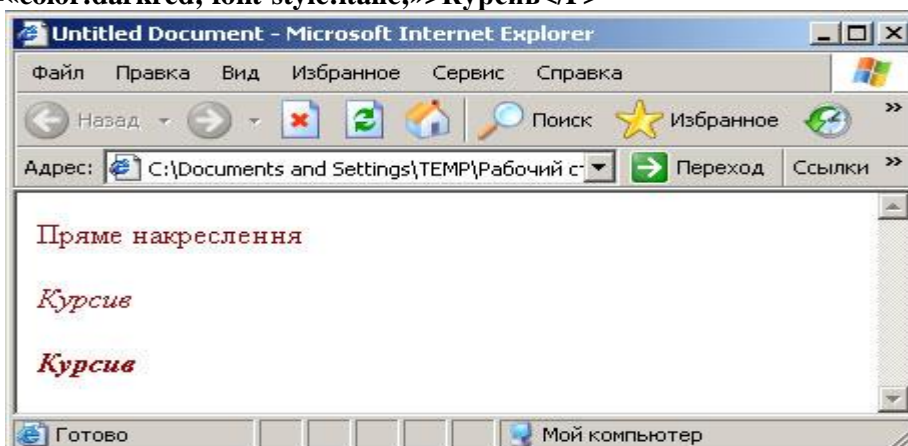 «color:darkred; font-style:italic;»>Курсив</P>
Untitled Document - Microsoft Internet Explorer
Файл Правка Вид Избранное Сервис Справка
Назад Поиск Избранное »
Адрес: C:\Documents and Settings\TEMP\Рабочий ст Переход Ссылки »
Пряме накреслення
Курсив
Курсив
Готово Мой компьютер